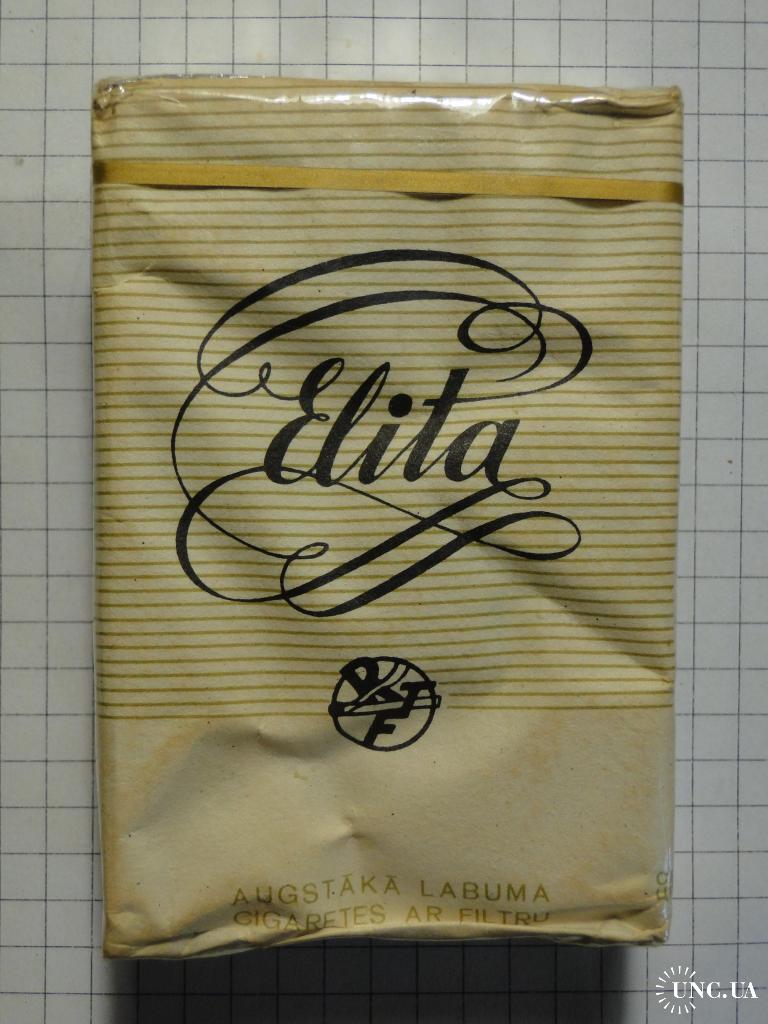 Elita
R T F
AUGSTĀKĀ LABUMA
CIGARETES AR FILTRU
UNC.UA